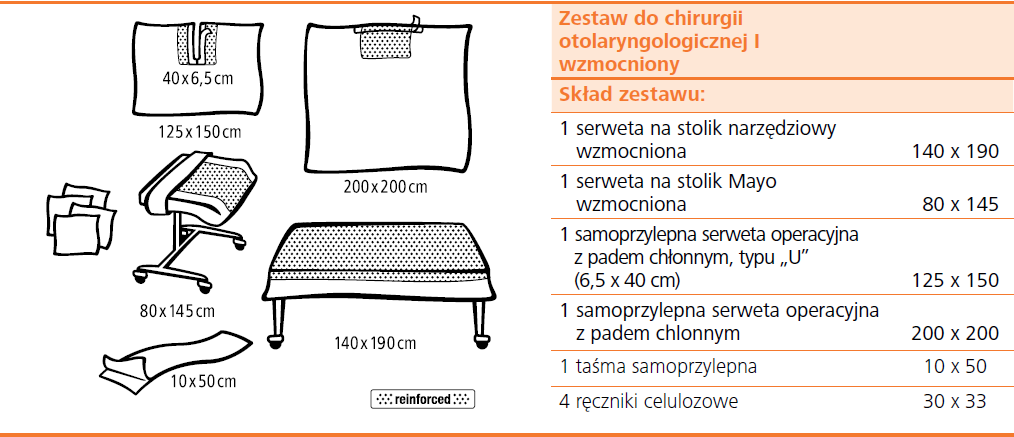 40 x 6,5 cm
125 x 150 cm
200 x 200 cm
80 x 145 cm
140 x 190 cm
10 x 50 cm
reinforced
Zestaw do chirurgii
otolaryngologicznej I
wzmocniony
Skład zestawu:
1 serweta na stolik narzędziowy
wzmocniona 140 x 190
1 serweta na stolik Mayo
wzmocniona 80 x 145
1 samoprzylepna serweta operacyjna
z padem chłonnym, typu „U”
(6,5 x 40 cm) 125 x 150
1 samoprzylepna serweta operacyjna
z padem chlonnym 200 x 200
1 taśma samoprzylepna 10 x 50
4 ręczniki celulozowe 30 x 33